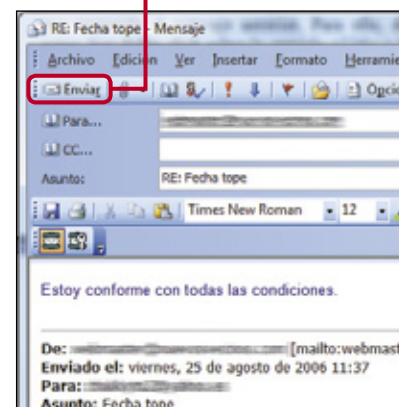 RE: Fecha tope - Mensaje
Archivo Edición Ver Insertar Formato Herramie
Enviar Opcio
Para...
CC...
Asunto: RE: Fecha tope
Times New Roman 12
Estoy conforme con todas las condiciones.
De: [mailto:webmast
Enviado el: viernes, 25 de agosto de 2006 11:37
Para:
Asunto: Fecha tope